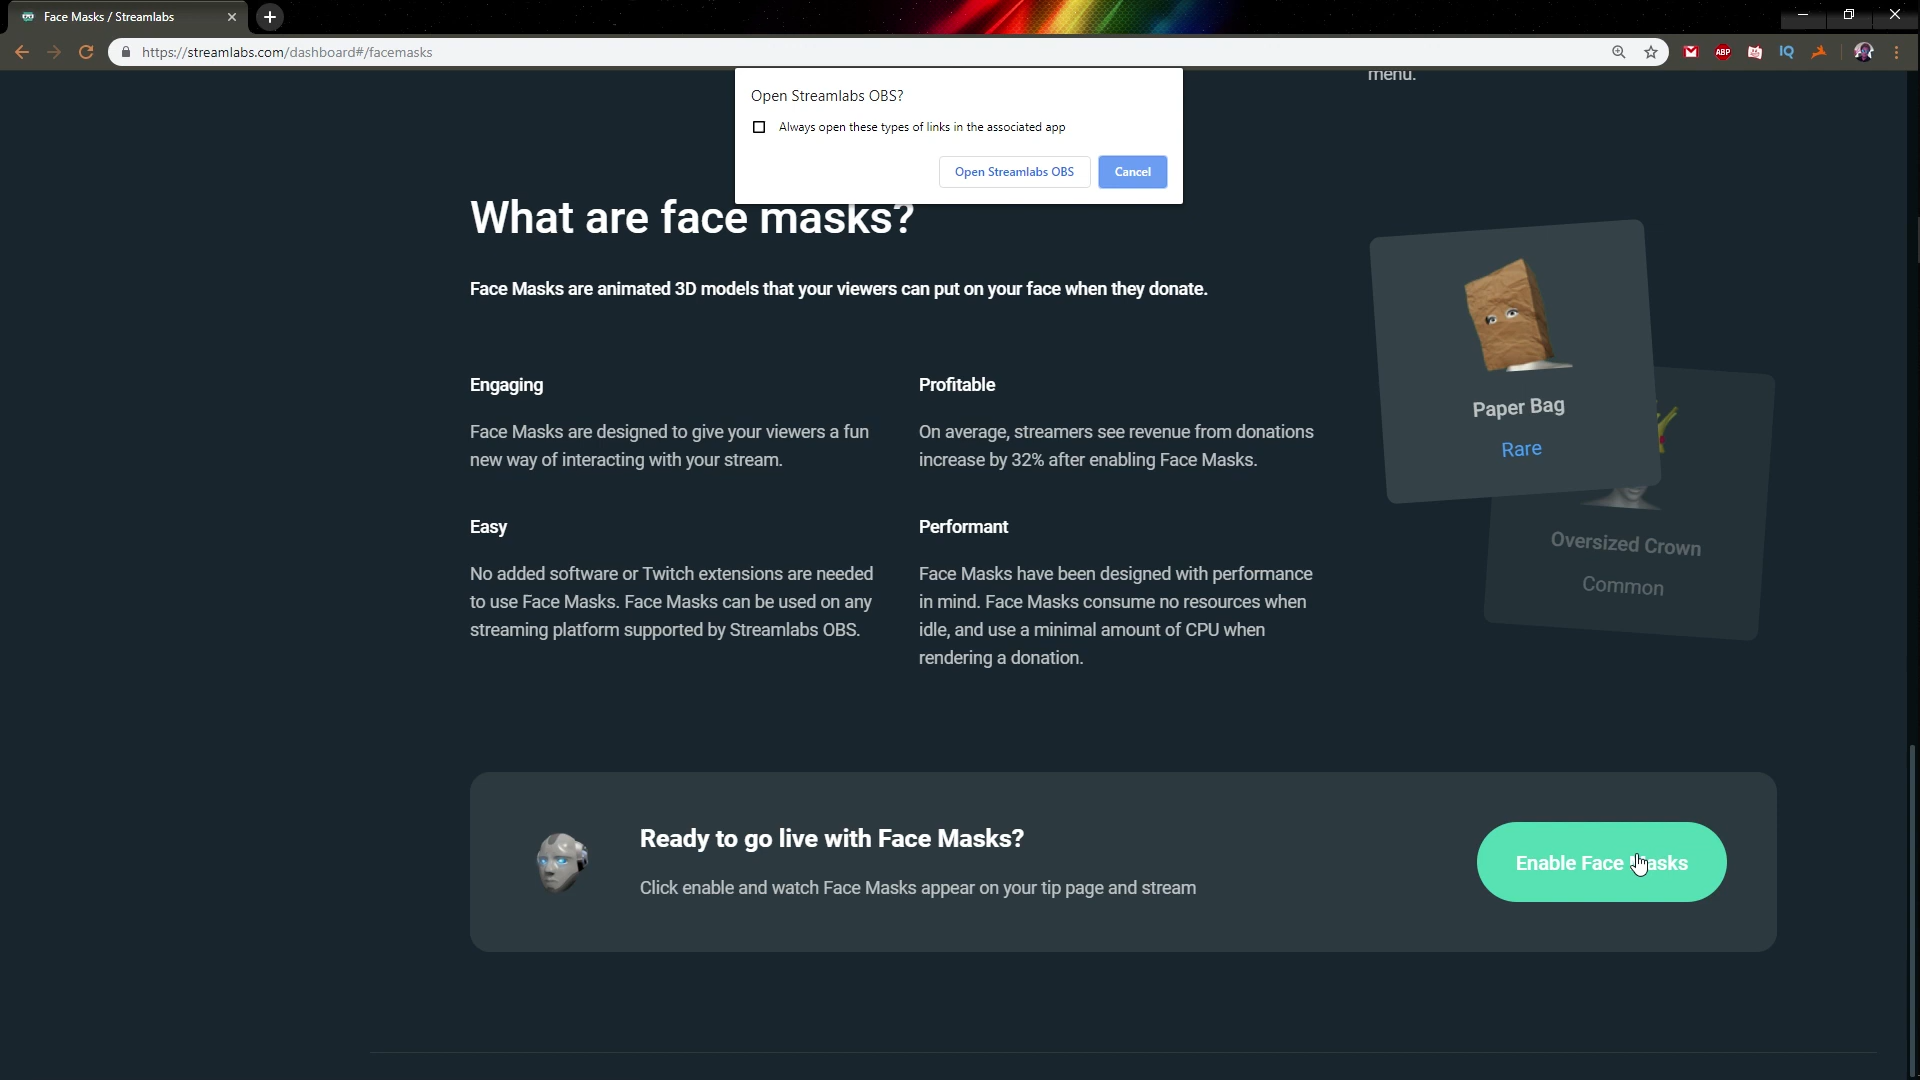 Face Masks / Streamlabs
https://streamlabs.com/dashboard#/facemasks
ABP
IQ
menu.
Open Streamlabs OBS?
Always open these types of links in the associated app
Open Streamlabs OBS
Cancel
What are face masks?
Face Masks are animated 3D models that your viewers can put on your face when they donate.
Engaging
Face Masks are designed to give your viewers a fun
new way of interacting with your stream.
Profitable
On average, streamers see revenue from donations
increase by 32% after enabling Face Masks.
Easy
No added software or Twitch extensions are needed
to use Face Masks. Face Masks can be used on any
streaming platform supported by Streamlabs OBS.
Performant
Face Masks have been designed with performance
in mind. Face Masks consume no resources when
idle, and use a minimal amount of CPU when
rendering a donation.
Paper Bag
Rare
Oversized Crown
Common
Ready to go live with Face Masks?
Click enable and watch Face Masks appear on your tip page and stream
Enable Face Masks